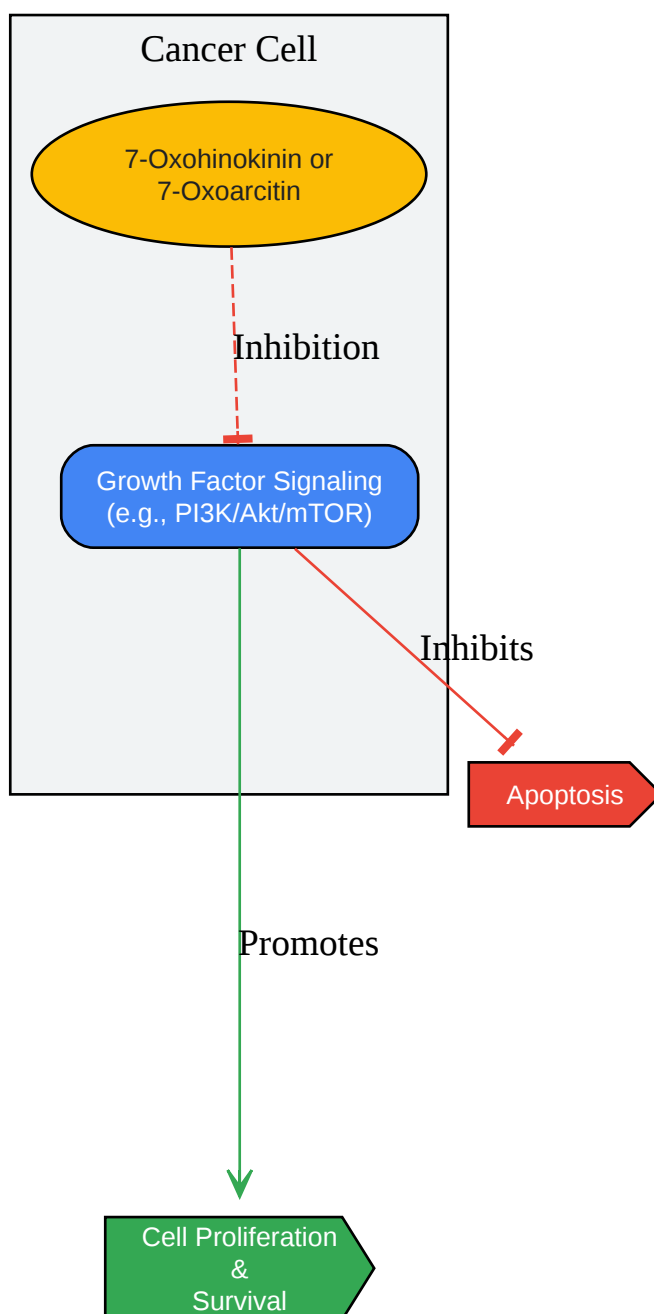 Cancer Cell
7-Oxohinokinin or
7-Oxoarcitin
Inhibition
Growth Factor Signaling
(e.g., PI3K/Akt/mTOR)
Inhibits
Apoptosis
Promotes
Cell Proliferation
&
Survival